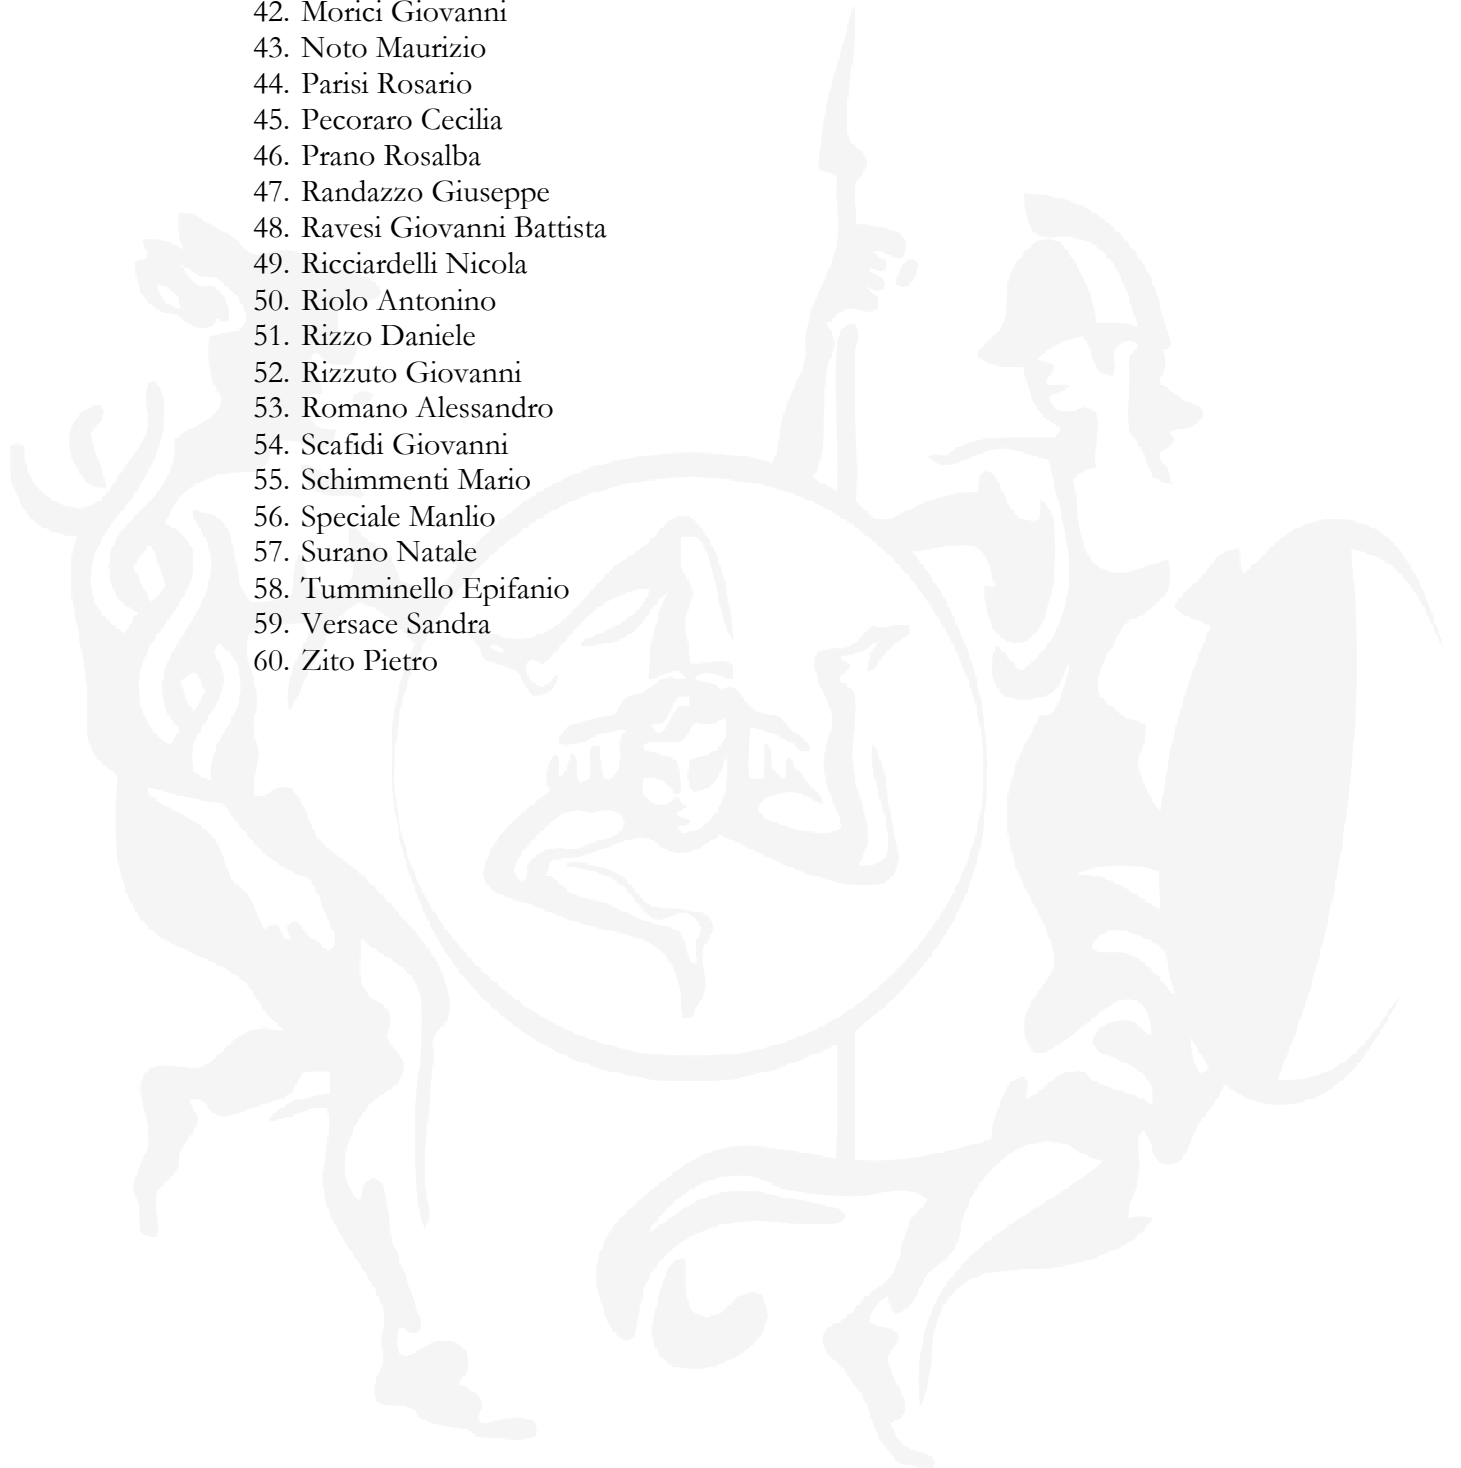 42. Morici Giovanni
43. Noto Maurizio
44. Parisi Rosario
45. Pecoraro Cecilia
46. Prano Rosalba
47. Randazzo Giuseppe
48. Ravesi Giovanni Battista
49. Ricciardelli Nicola
50. Riolo Antonino
51. Rizzo Daniele
52. Rizzuto Giovanni
53. Romano Alessandro
54. Scafidi Giovanni
55. Schimmenti Mario
56. Speciale Manlio
57. Surano Natale
58. Tumminello Epifanio
59. Versace Sandra
60. Zito Pietro